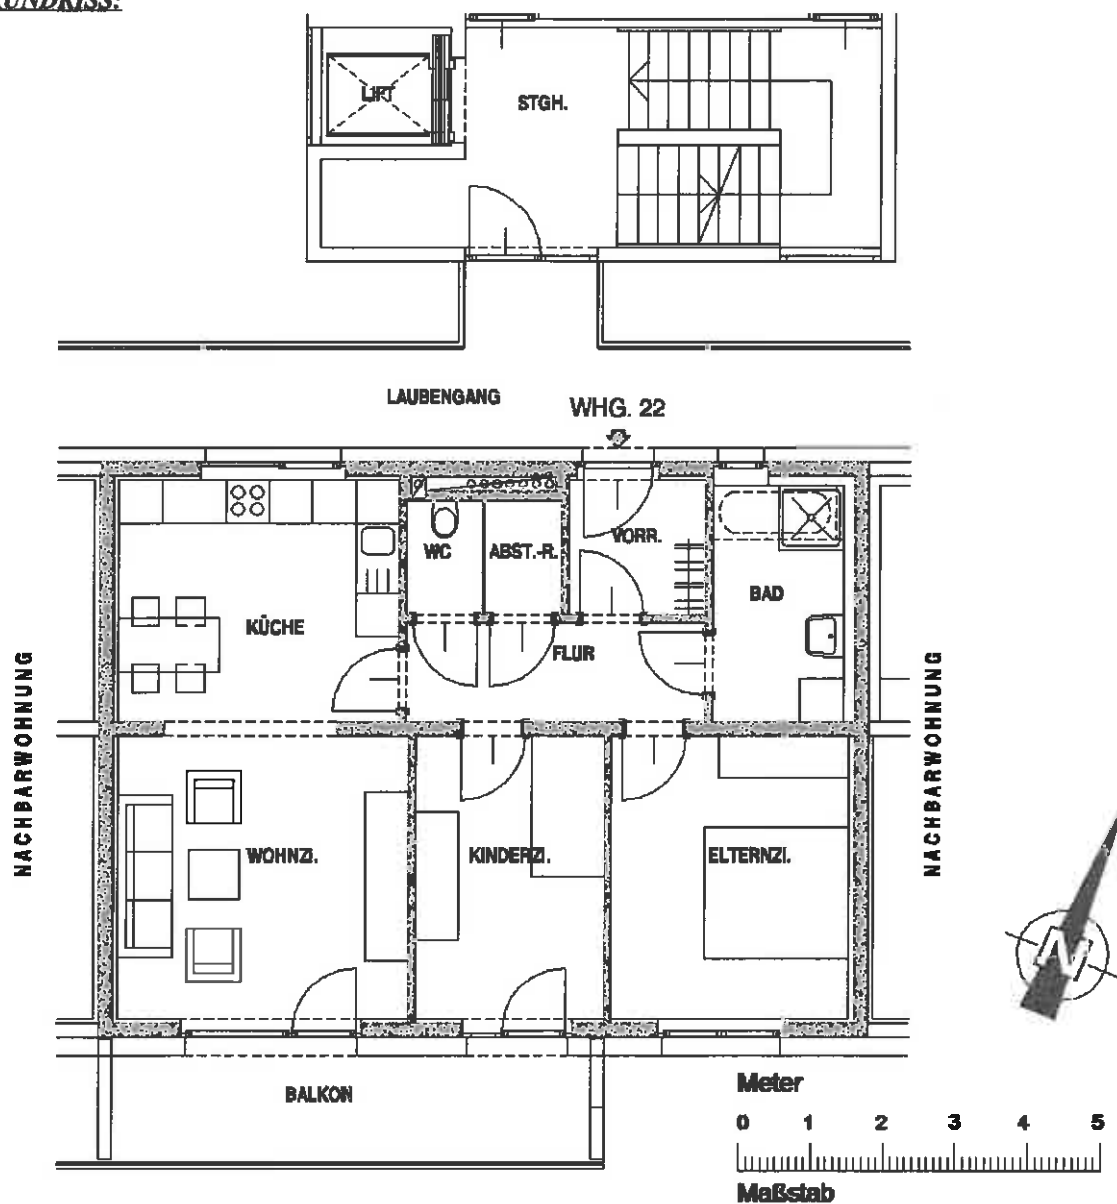 LIFT
STGH.
LAUBENGANG
WHG. 22
WC
ABST.-R.
VORR.
BAD
KÜCHE
FLUR
NACHBARWOHNUNG
NACHBARWOHNUNG
WOHNZI.
KINDERZI.
ELTERNZI.
N
BALKON
Meter
0 1 2 3 4 5
Maßstab